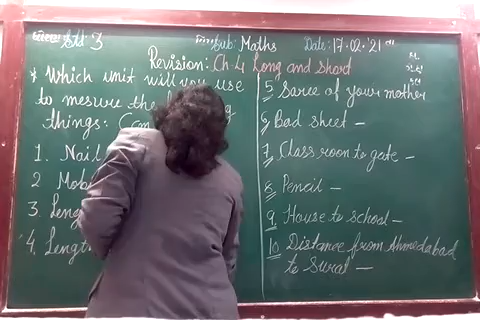 Std: 3
Sub: Maths
Date: 17-02-'21
Revision: Ch-4 Long and short
* Which unit will you use
to mesure the
things: (cm
1. Nail
2 Mob
3. Leng
4. Length
5. Saree of your mother
6. Bad sheet -
7. Class room to gate -
8. Pencil -
9. House to school -
10. Distance from Ahmedabad
to Surat -